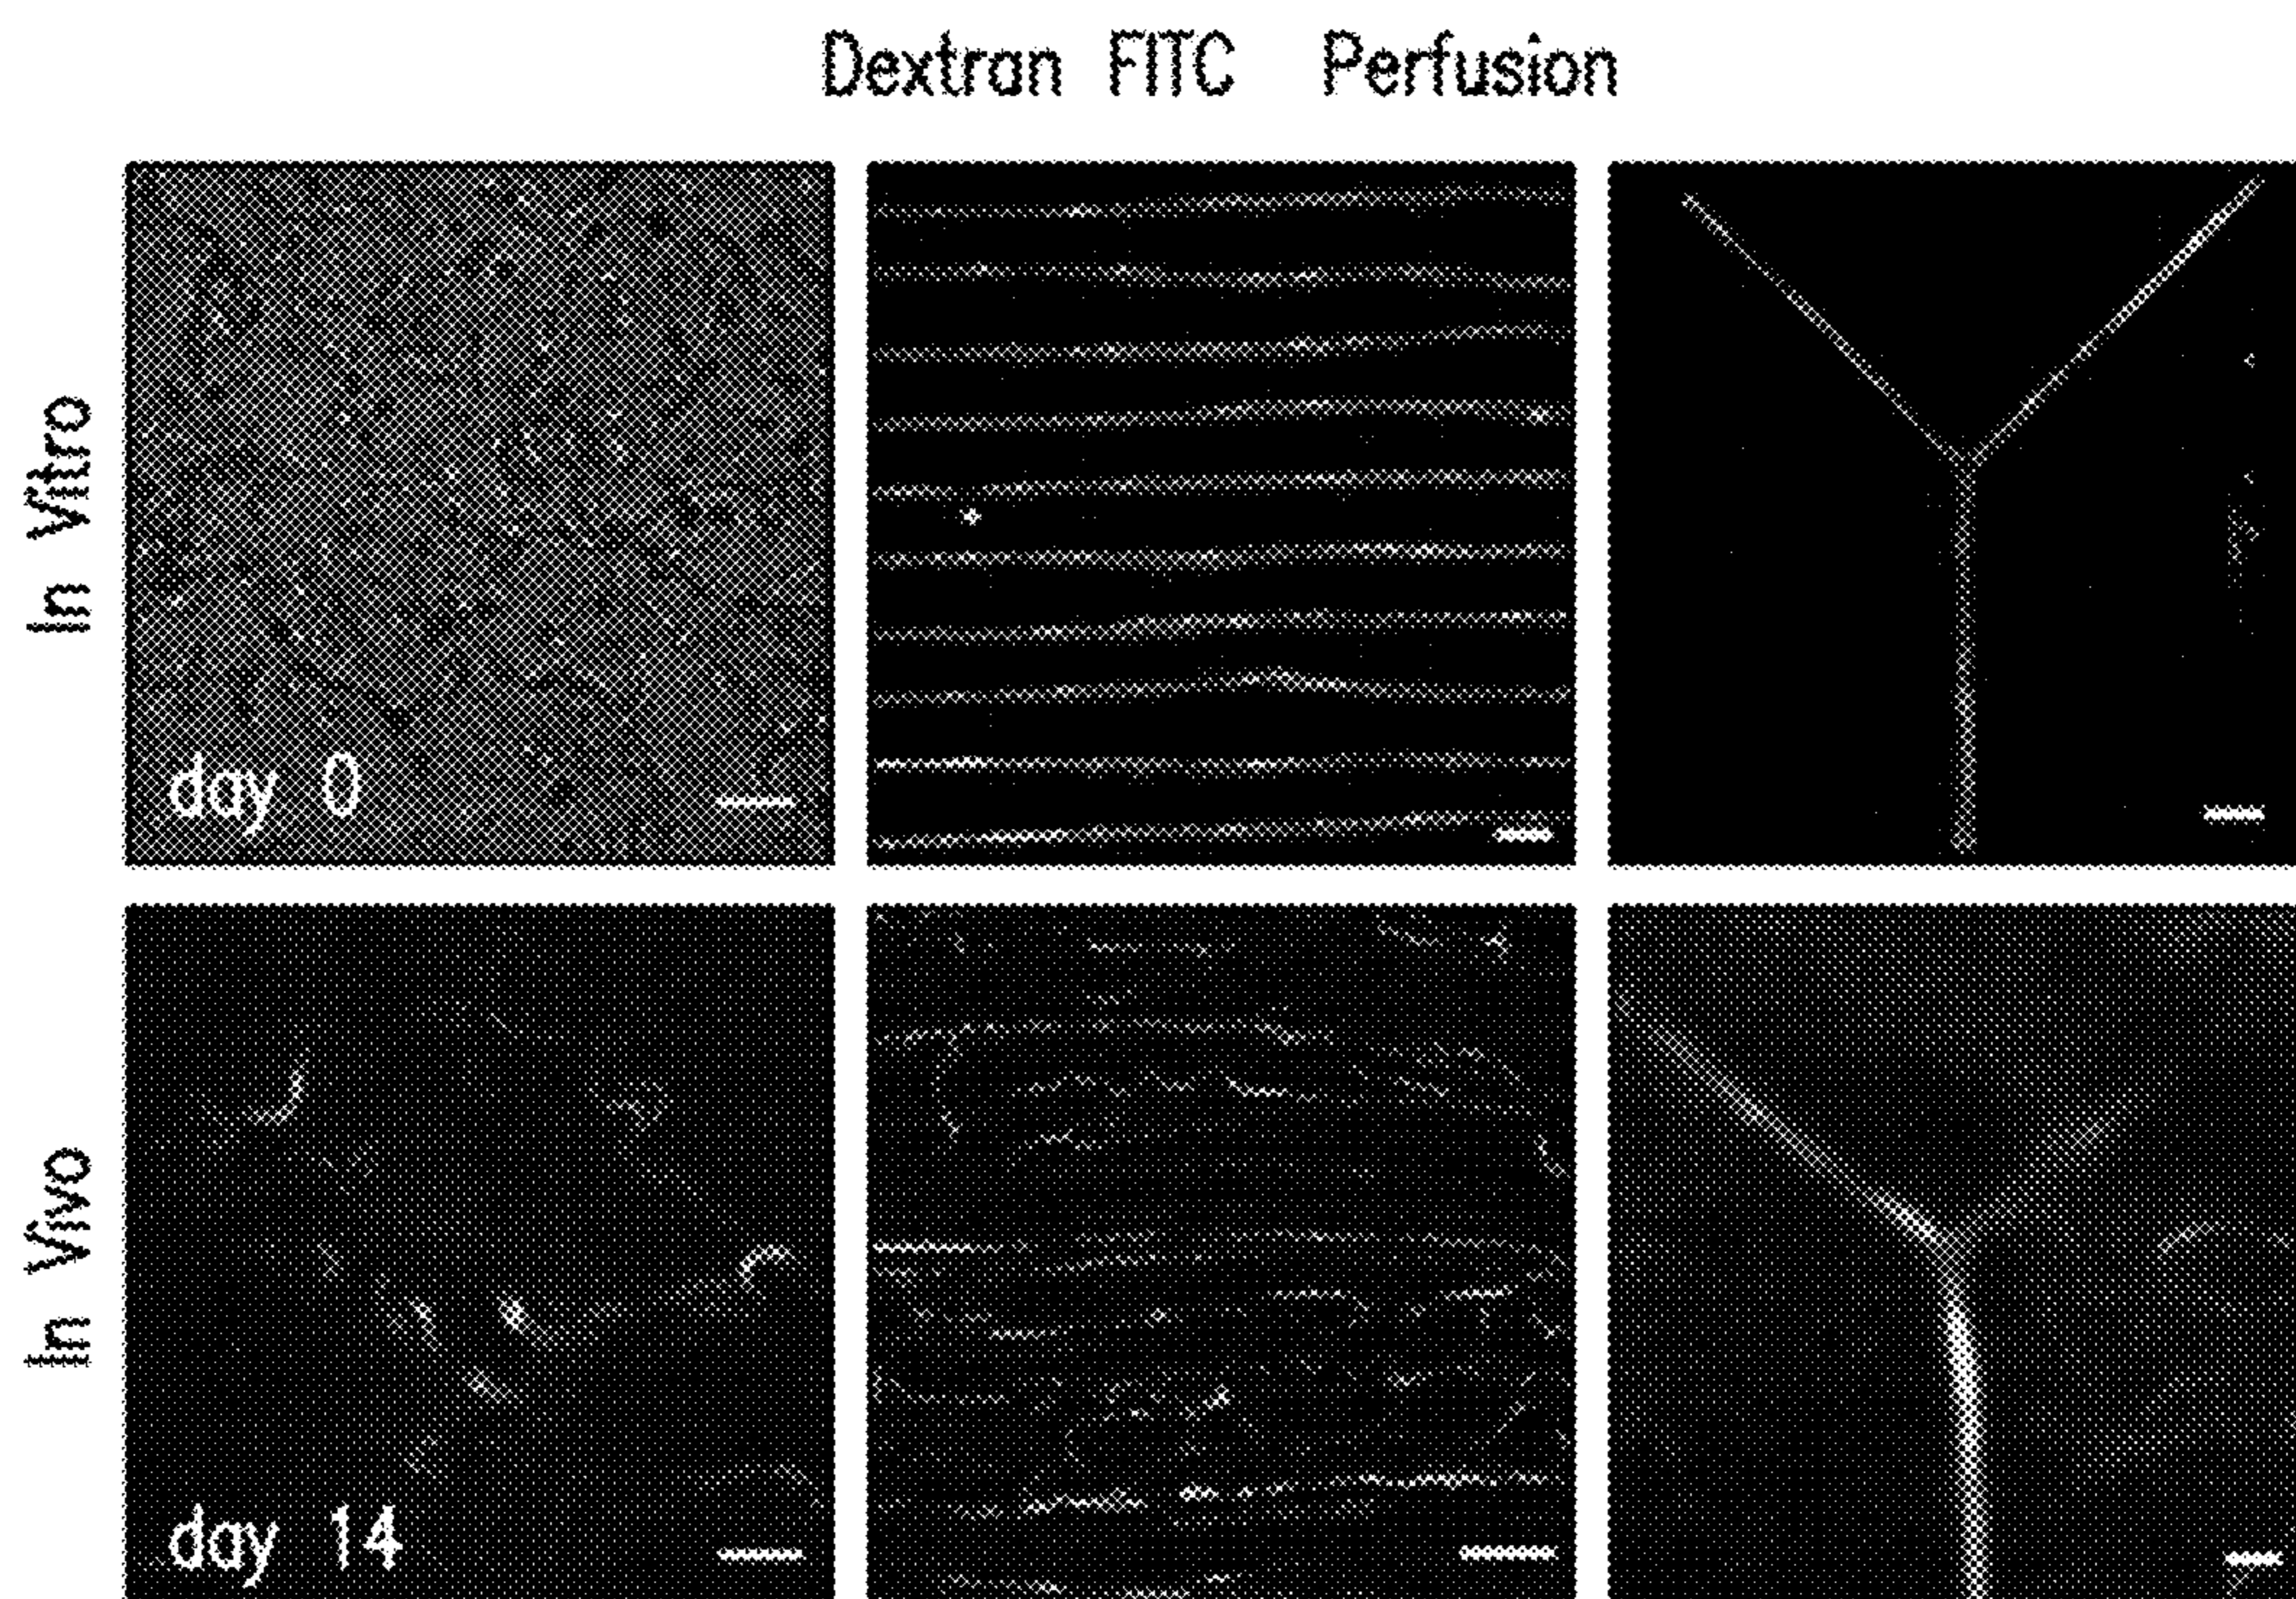 Dextran FITC Perfusion
In Vitro
day 0
In Vivo
day 14